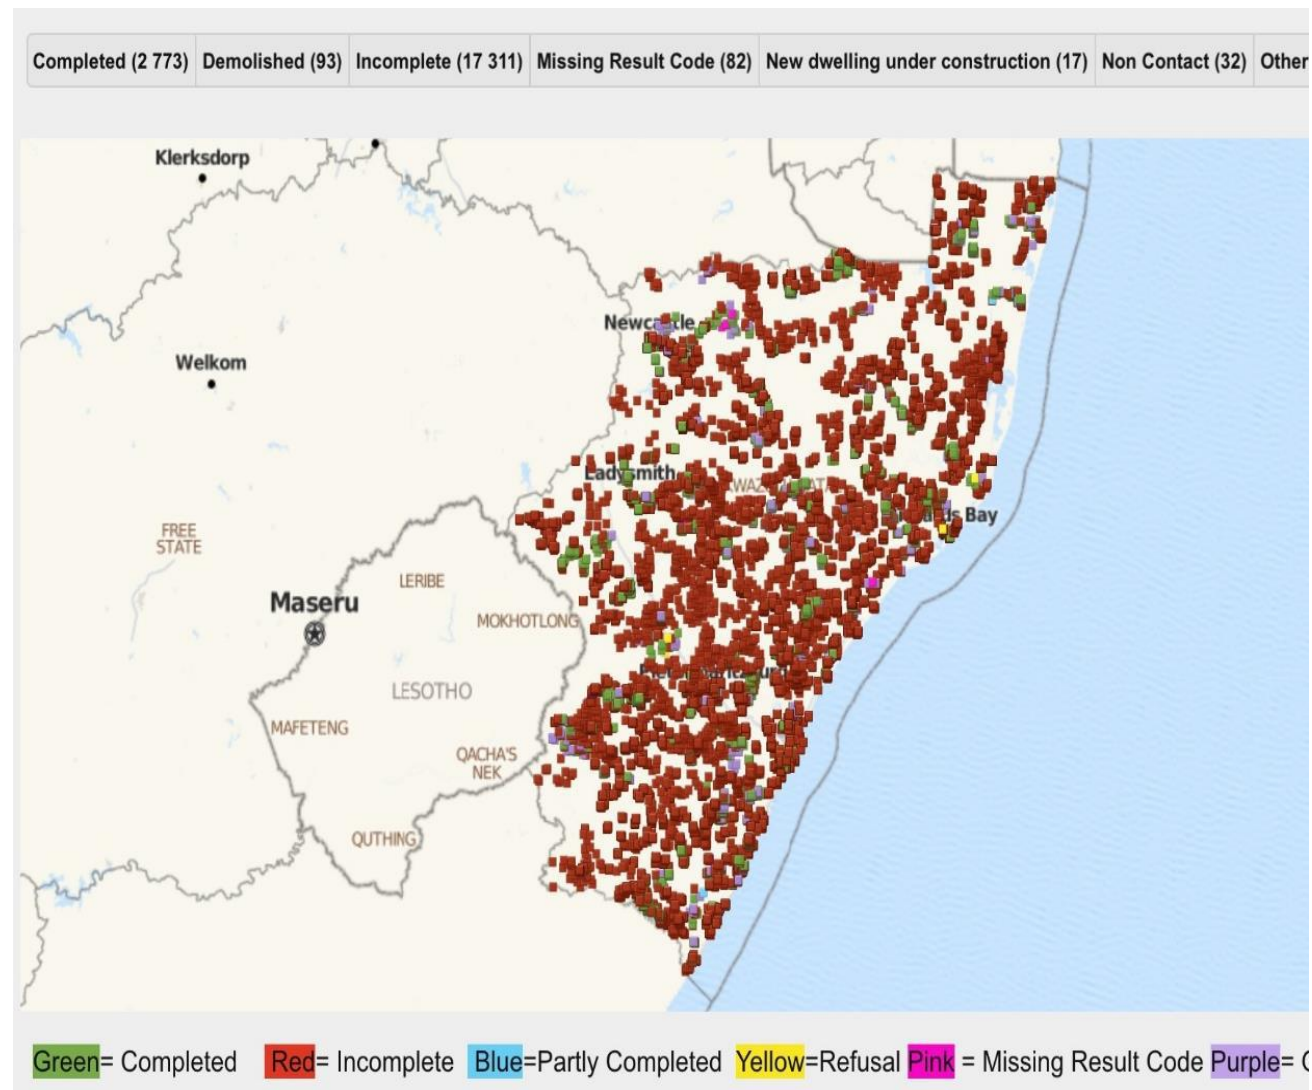 Completed (2 773) Demolished (93) Incomplete (17 311) Missing Result Code (82) New dwelling under construction (17) Non Contact (32) Other
Klerksdorp
Newcastle
Welkom
Ladysmith
Bay
FREE
STATE
LERIBE
Maseru
MOKHOTLONG
LESOTHO
MAFETENG
QACHA'S
NEK
QUTHING
Green= Completed Red= Incomplete Blue=Partly Completed Yellow=Refusal Pink = Missing Result Code Purple=